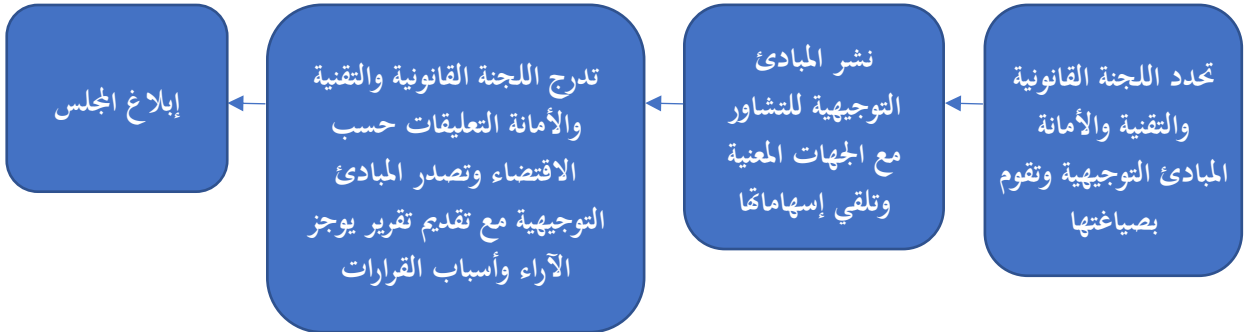 تحدد اللجنة القانونية
والتقنية والأمانة
المبادئ التوجيهية وتقوم
بصياغتها
نشر المبادئ
التوجيهية للتشاور
مع الجهات المعنية
وتلقي إسهاماتها
تدرج اللجنة القانونية والتقنية
والأمانة التعليقات حسب
الاقتضاء وتصدر المبادئ
التوجيهية مع تقديم تقرير يوجز
الآراء وأسباب القرارات
إبلاغ المجلس